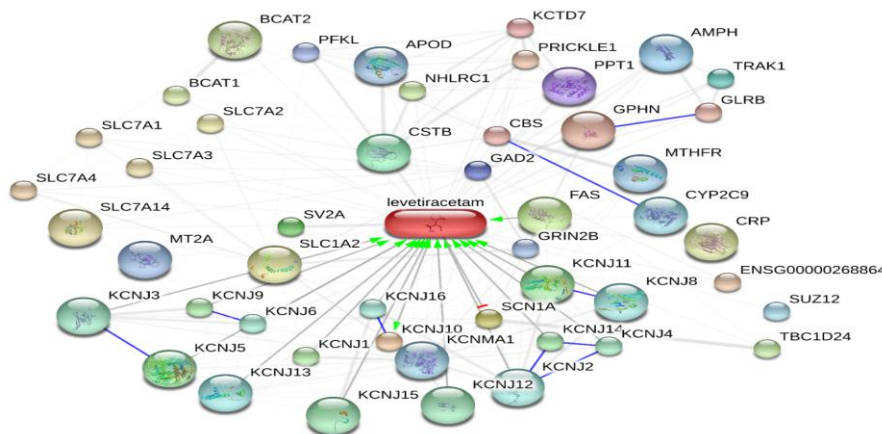 BCAT2
KCTD7
PFKL
APOD
PRICKLE1
AMPH
BCAT1
NHLRC1
PPT1
TRAK1
SLC7A2
GPHN
GLRB
SLC7A1
CSTB
CBS
SLC7A3
GAD2
MTHFR
SLC7A4
levetiracetam
FAS
CYP2C9
SLC7A14
SV2A
CRP
MT2A
SLC1A2
GRIN2B
KCNJ11
ENSG00000268864
KCNJ3
KCNJ9
KCNJ6
KCNJ16
SCN1A
KCNJ8
SUZ12
KCNJ5
KCNJ1
KCNJ10
KCNJ14
KCNJ4
TBC1D24
KCNJ13
KCNMA1
KCNJ2
KCNJ15
KCNJ12